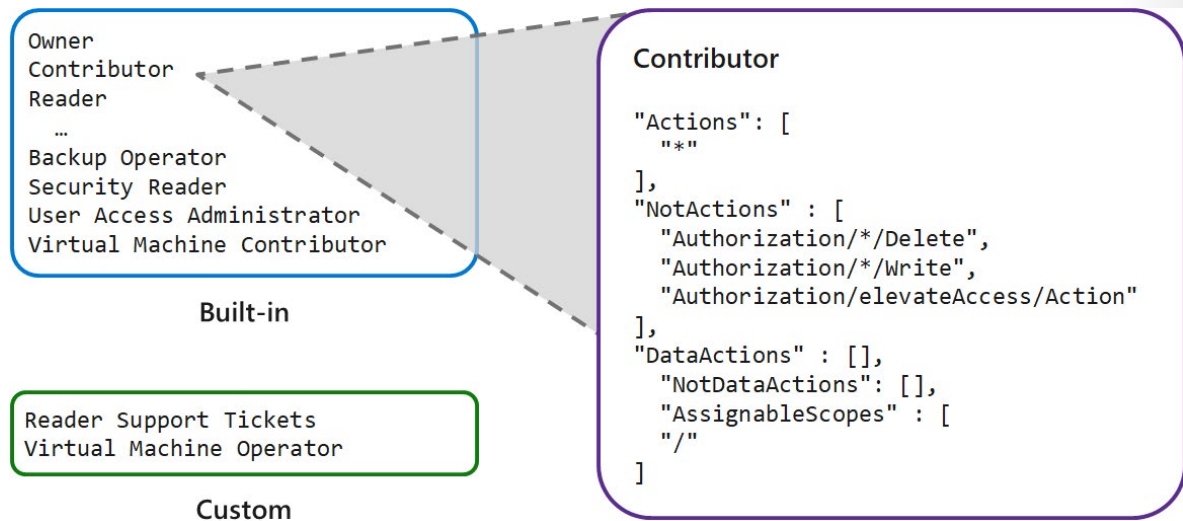 Owner
Contributor
Reader
…
Backup Operator
Security Reader
User Access Administrator
Virtual Machine Contributor
Built-in
Reader Support Tickets
Virtual Machine Operator
Custom
Contributor
"Actions": [
"*"
],
"NotActions" : [
"Authorization/*/Delete",
"Authorization/*/Write",
"Authorization/elevateAccess/Action"
],
"DataActions" : [],
"NotDataActions": [],
"AssignableScopes" : [
"/"
]